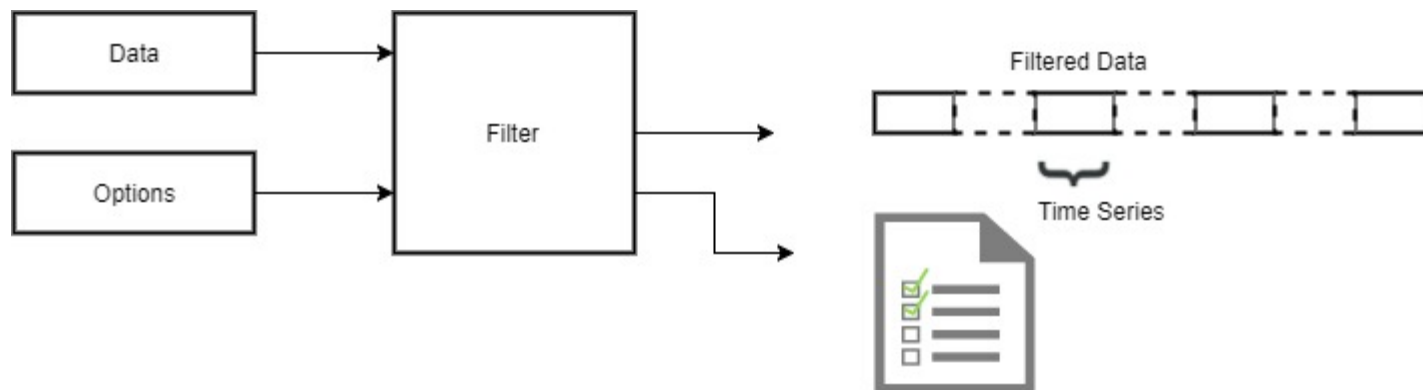 Data
Options
Filter
Filtered Data
Time Series